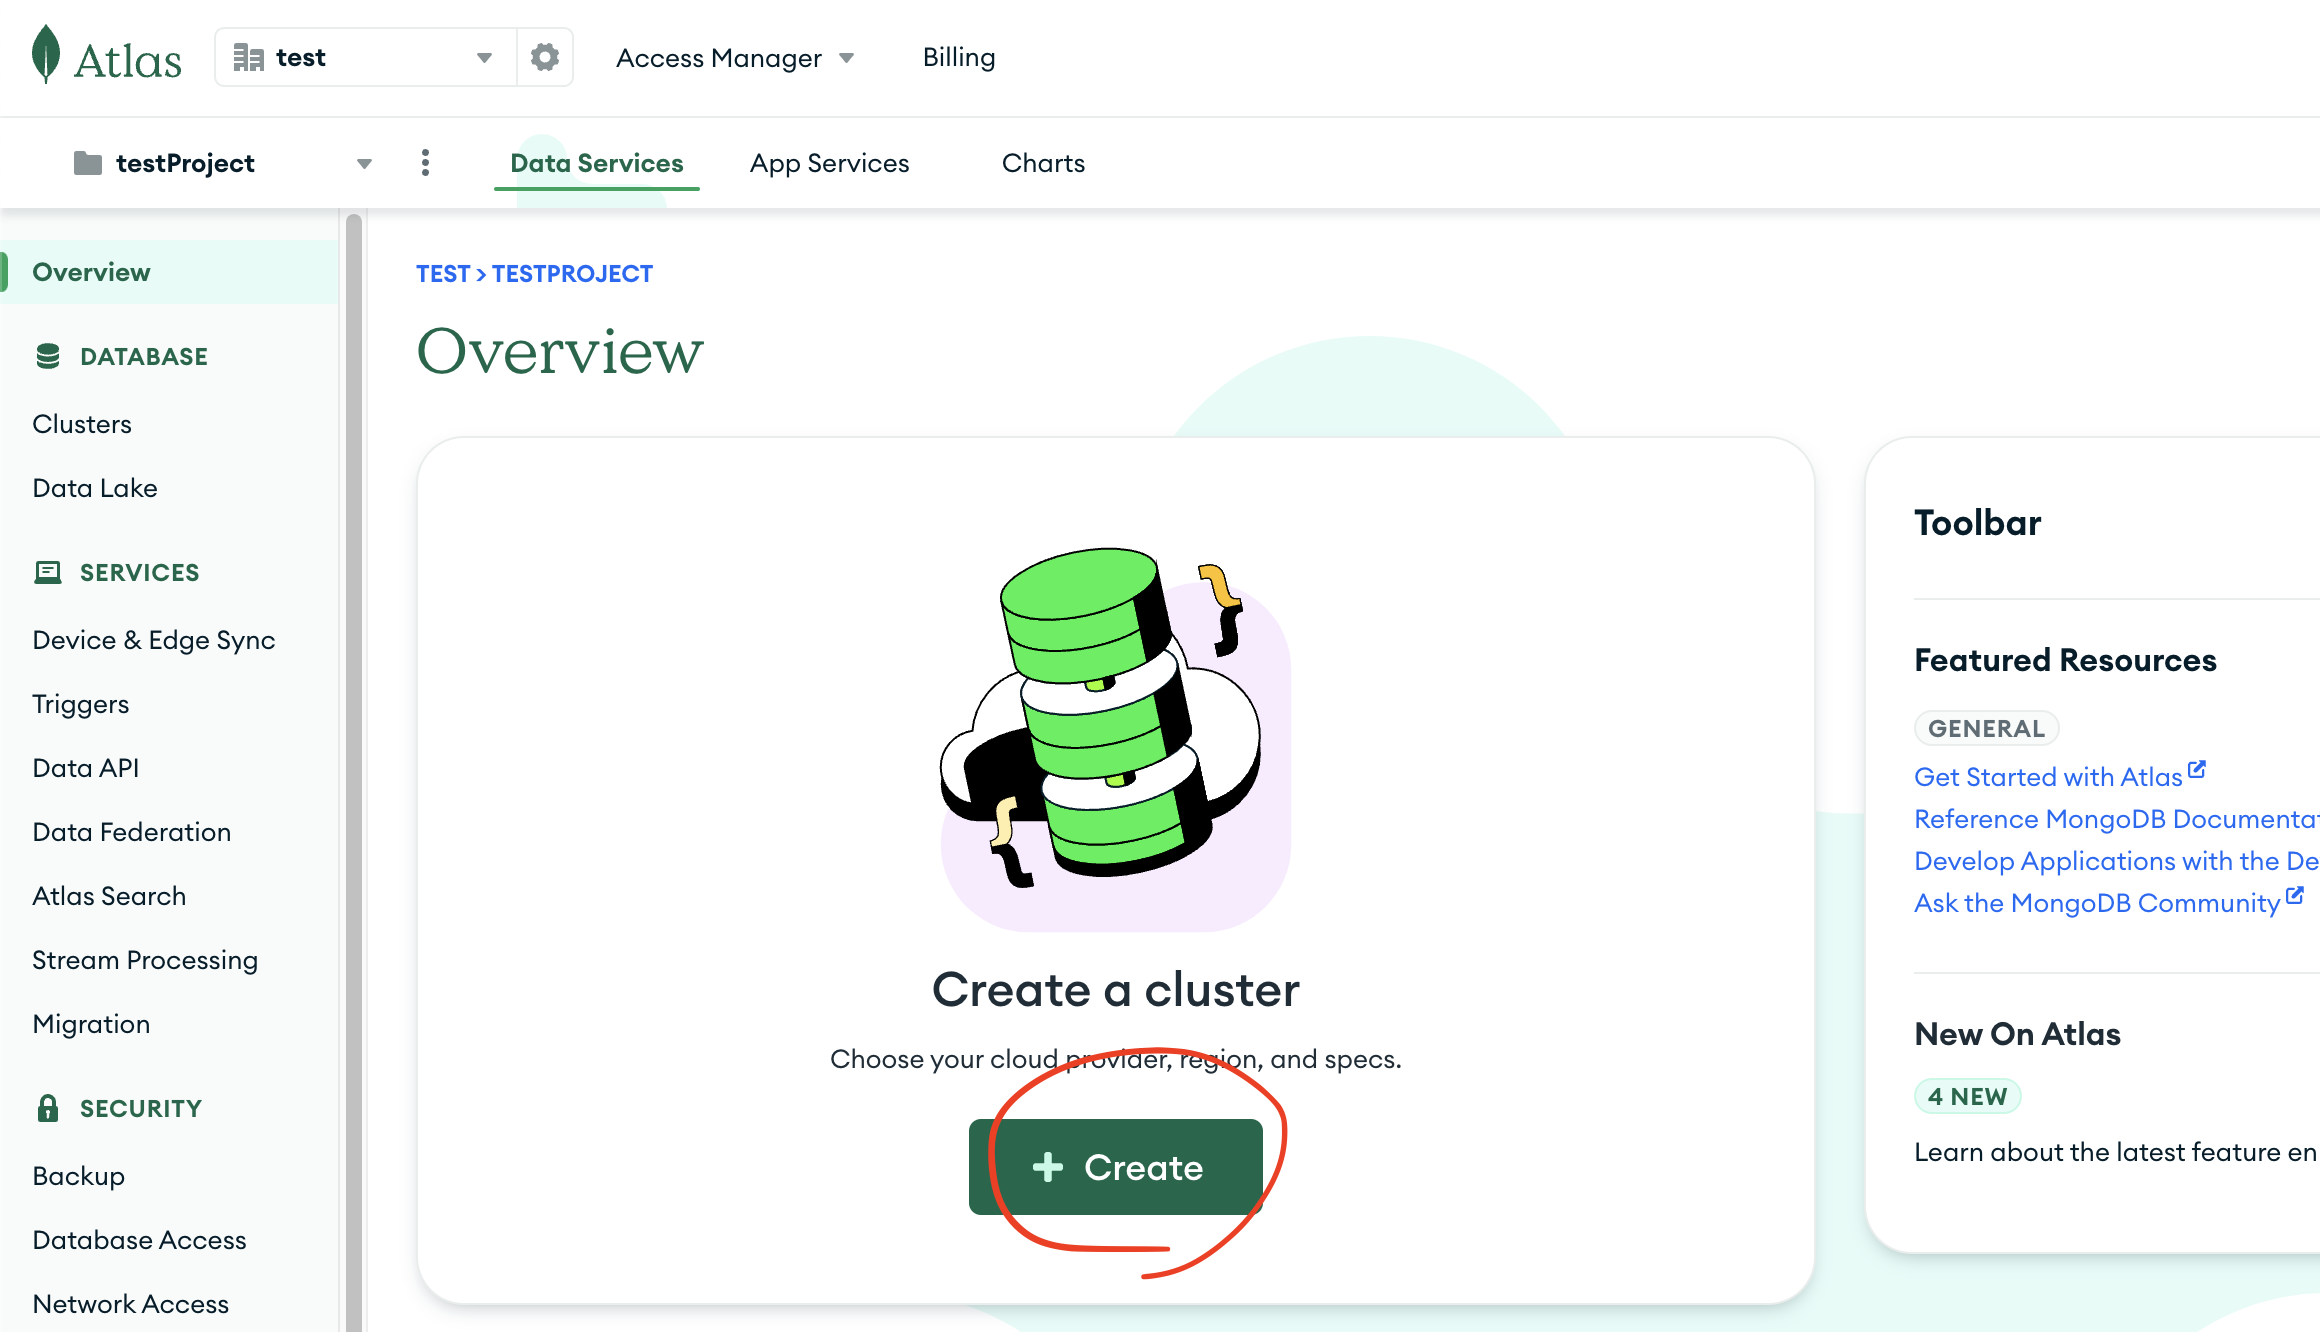 Atlas
test
Access Manager
Billing
testProject
Data Services
App Services
Charts
Overview
DATABASE
Clusters
Data Lake
SERVICES
Device & Edge Sync
Triggers
Data API
Data Federation
Atlas Search
Stream Processing
Migration
SECURITY
Backup
Database Access
Network Access
TEST > TESTPROJECT
Overview
Create a cluster
Choose your cloud provider, region, and specs.
+ Create
Toolbar
Featured Resources
GENERAL
Get Started with Atlas
Reference MongoDB Documentat
Develop Applications with the De
Ask the MongoDB Community
New On Atlas
4 NEW
Learn about the latest feature en